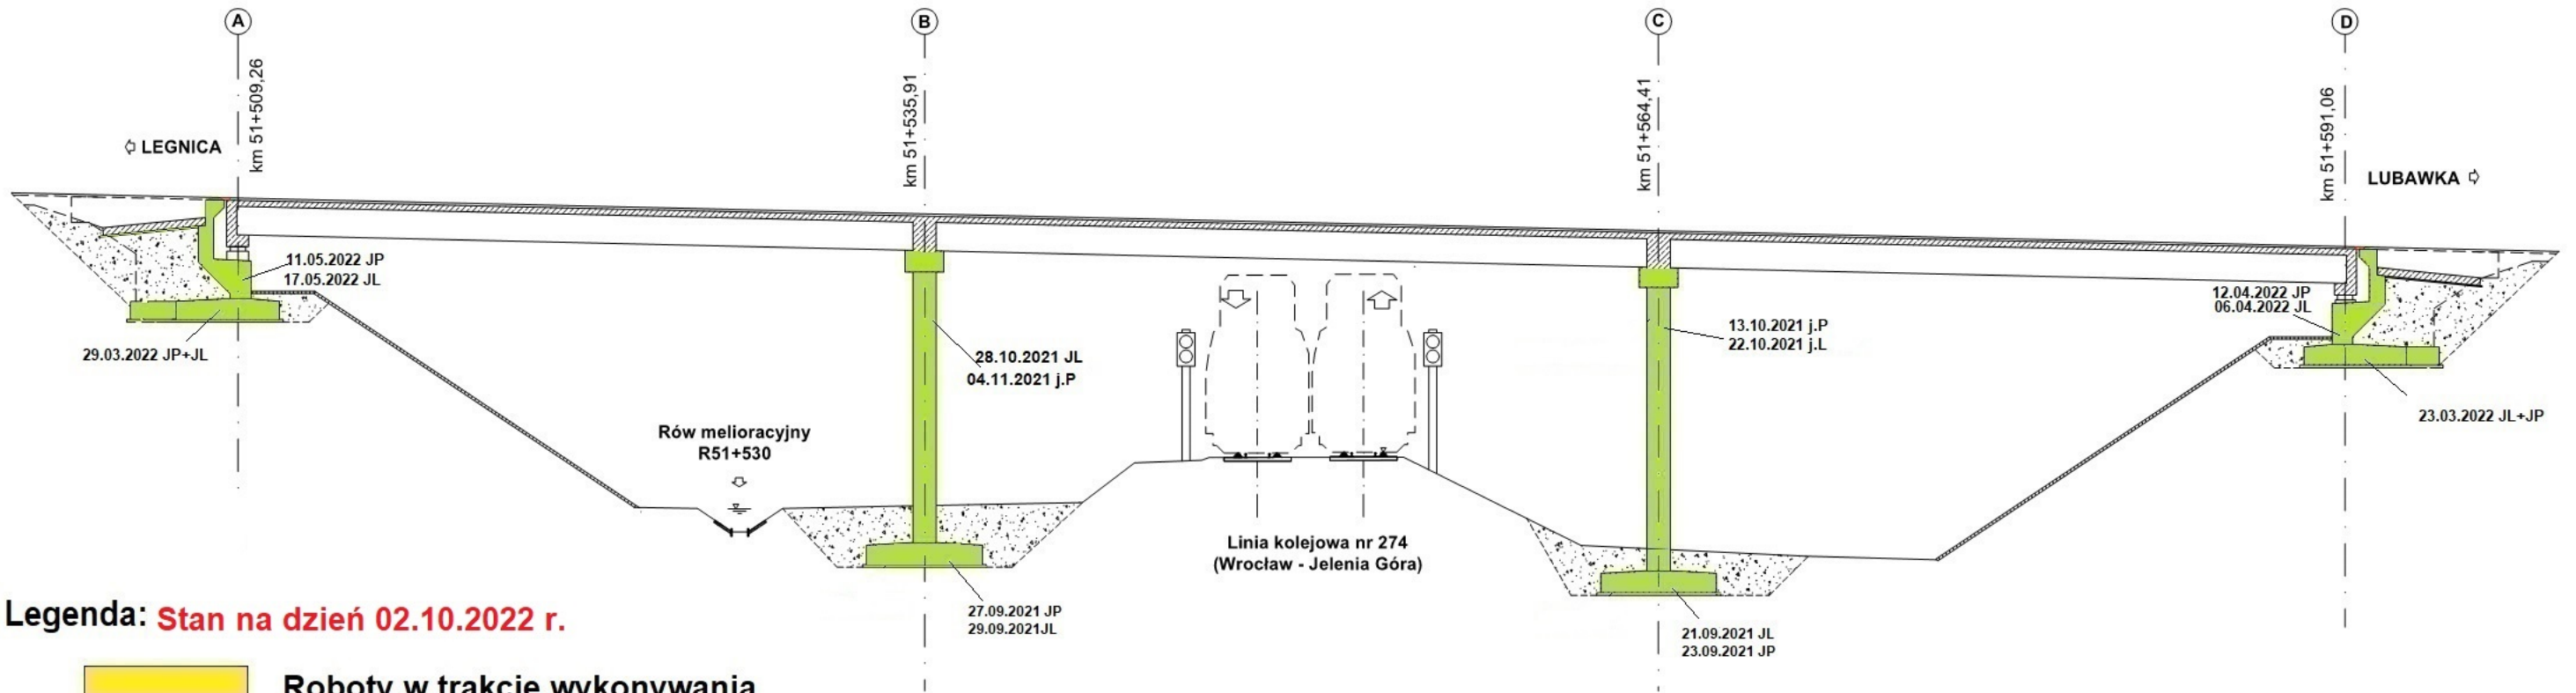 A
B
C
D
km 51+509,26
km 51+535,91
km 51+564,41
km 51+591,06
LEGNICA
LUBAWKA
11.05.2022 JP
17.05.2022 JL
29.03.2022 JP+JL
28.10.2021 JL
04.11.2021 j.P
13.10.2021 j.P
22.10.2021 j.L
12.04.2022 JP
06.04.2022 JL
23.03.2022 JL+JP
Rów melioracyjny
R51+530
Linia kolejowa nr 274
(Wrocław - Jelenia Góra)
27.09.2021 JP
29.09.2021JL
21.09.2021 JL
23.09.2021 JP
Legenda: Stan na dzień 02.10.2022 r.
Roboty w trakcie wykonywania